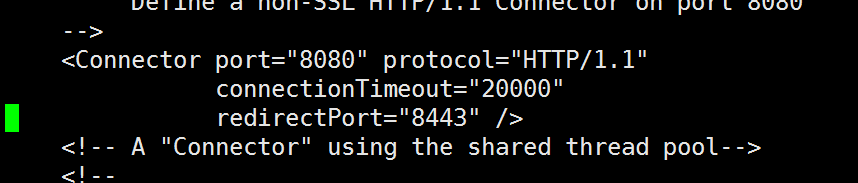 Define a non-SSL HTTP/1.1 Connector on port 8080
-->
<Connector port="8080" protocol="HTTP/1.1"
connectionTimeout="20000"
redirectPort="8443" />
<!-- A "Connector" using the shared thread pool-->
<!--